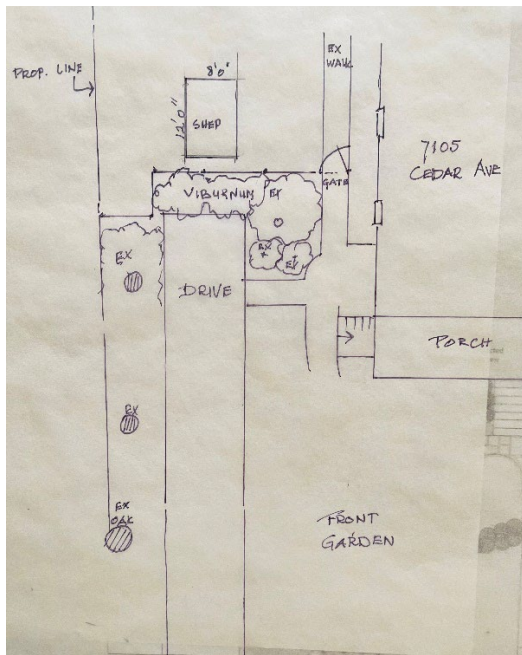 EX
WALK
PROP. LINE
8'0"
12'0"
SHED
7105
CEDAR AVE
VIBURNUM
EX
GATE
EX
EX
EX
DRIVE
PORCH
EX
EX
OAK
FRONT
GARDEN